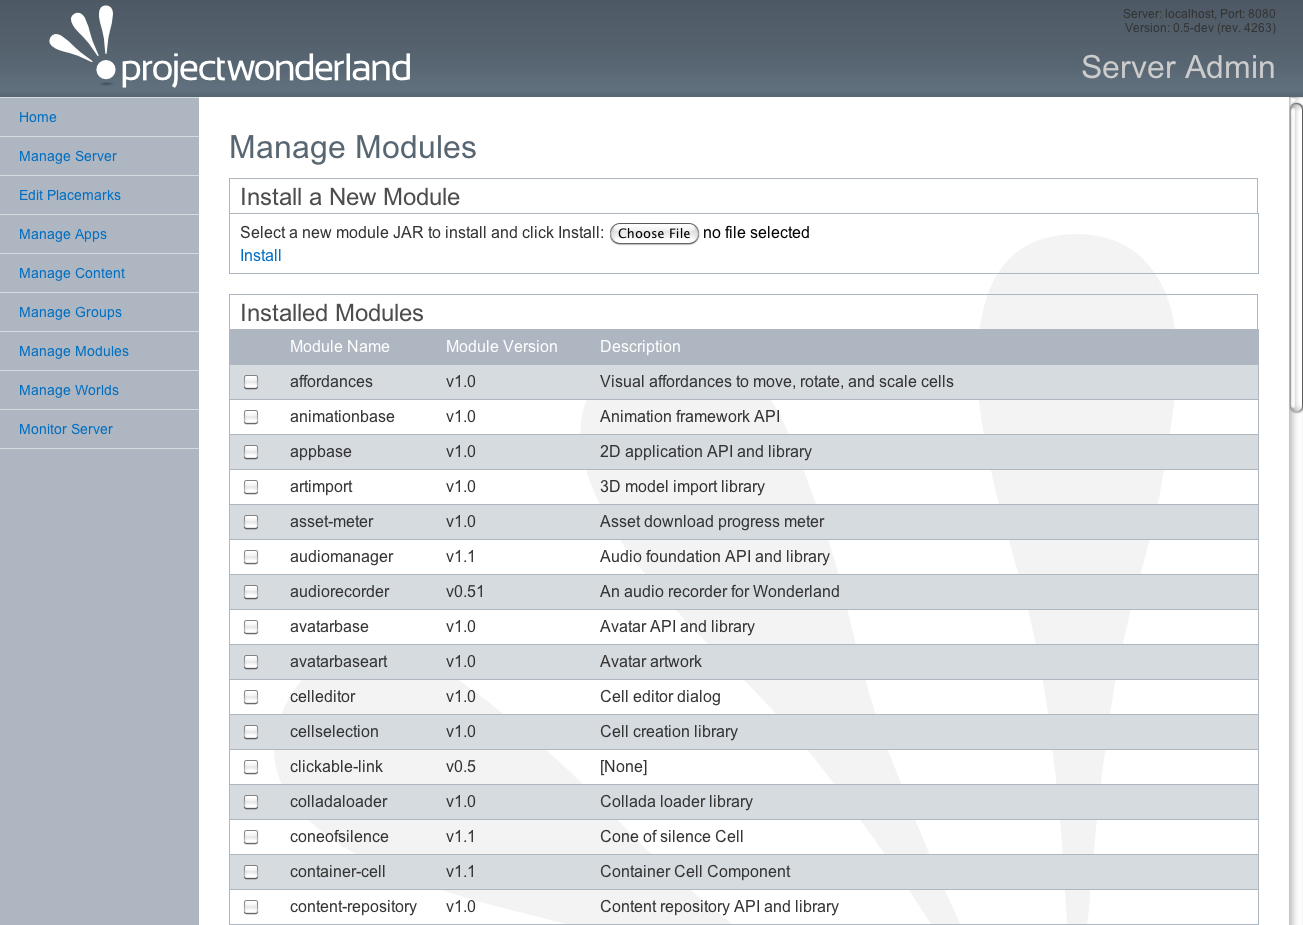 projectwonderland
Server: localhost, Port: 8080
Version: 0.5-dev (rev. 4263)
Server Admin
Home
Manage Server
Edit Placemarks
Manage Apps
Manage Content
Manage Groups
Manage Modules
Manage Worlds
Monitor Server
Manage Modules
Install a New Module
Select a new module JAR to install and click Install: Choose File no file selected
Install
Installed Modules
Module Name Module Version Description
affordances v1.0 Visual affordances to move, rotate, and scale cells
animationbase v1.0 Animation framework API
appbase v1.0 2D application API and library
artimport v1.0 3D model import library
asset-meter v1.0 Asset download progress meter
audiomanager v1.1 Audio foundation API and library
audiorecorder v0.51 An audio recorder for Wonderland
avatarbase v1.0 Avatar API and library
avatarbaseart v1.0 Avatar artwork
celleditor v1.0 Cell editor dialog
cellselection v1.0 Cell creation library
clickable-link v0.5 [None]
colladaloader v1.0 Collada loader library
coneofsilence v1.1 Cone of silence Cell
container-cell v1.1 Container Cell Component
content-repository v1.0 Content repository API and library